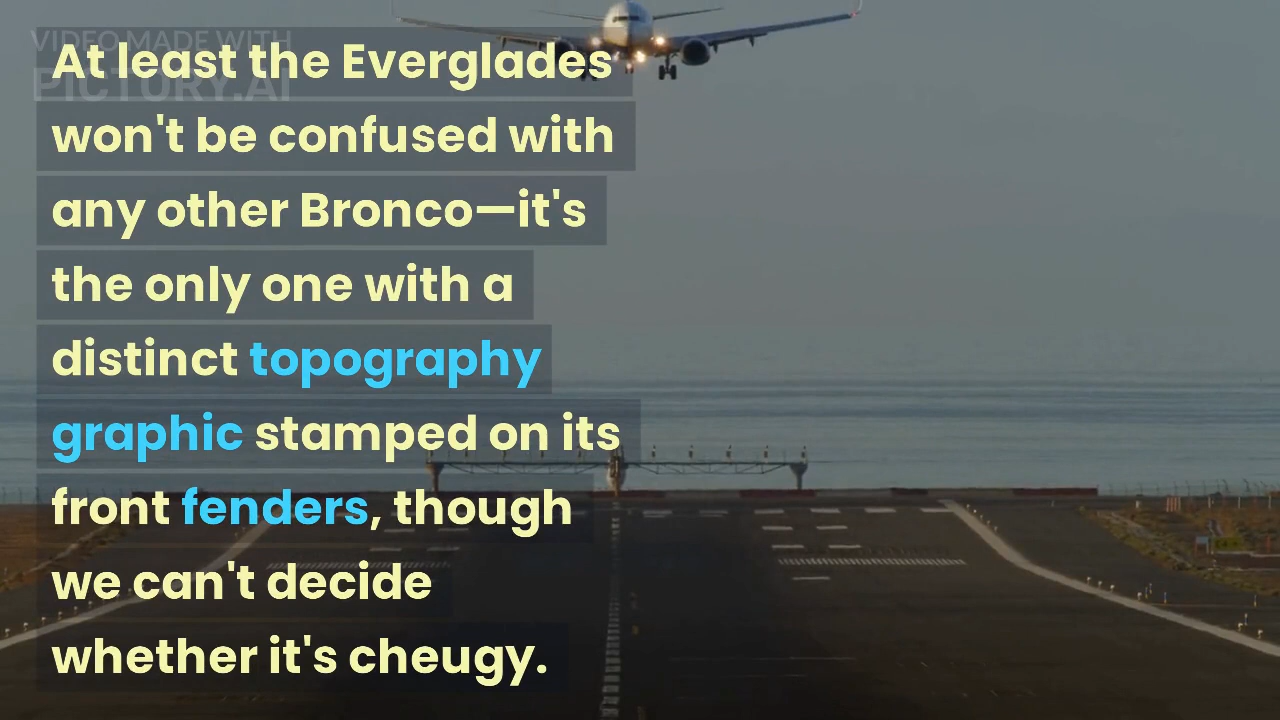 VIDEO MADE WITH
PICTORY.AI
At least the Everglades
won't be confused with
any other Bronco—it's
the only one with a
distinct topography
graphic stamped on its
front fenders, though
we can't decide
whether it's cheugy.